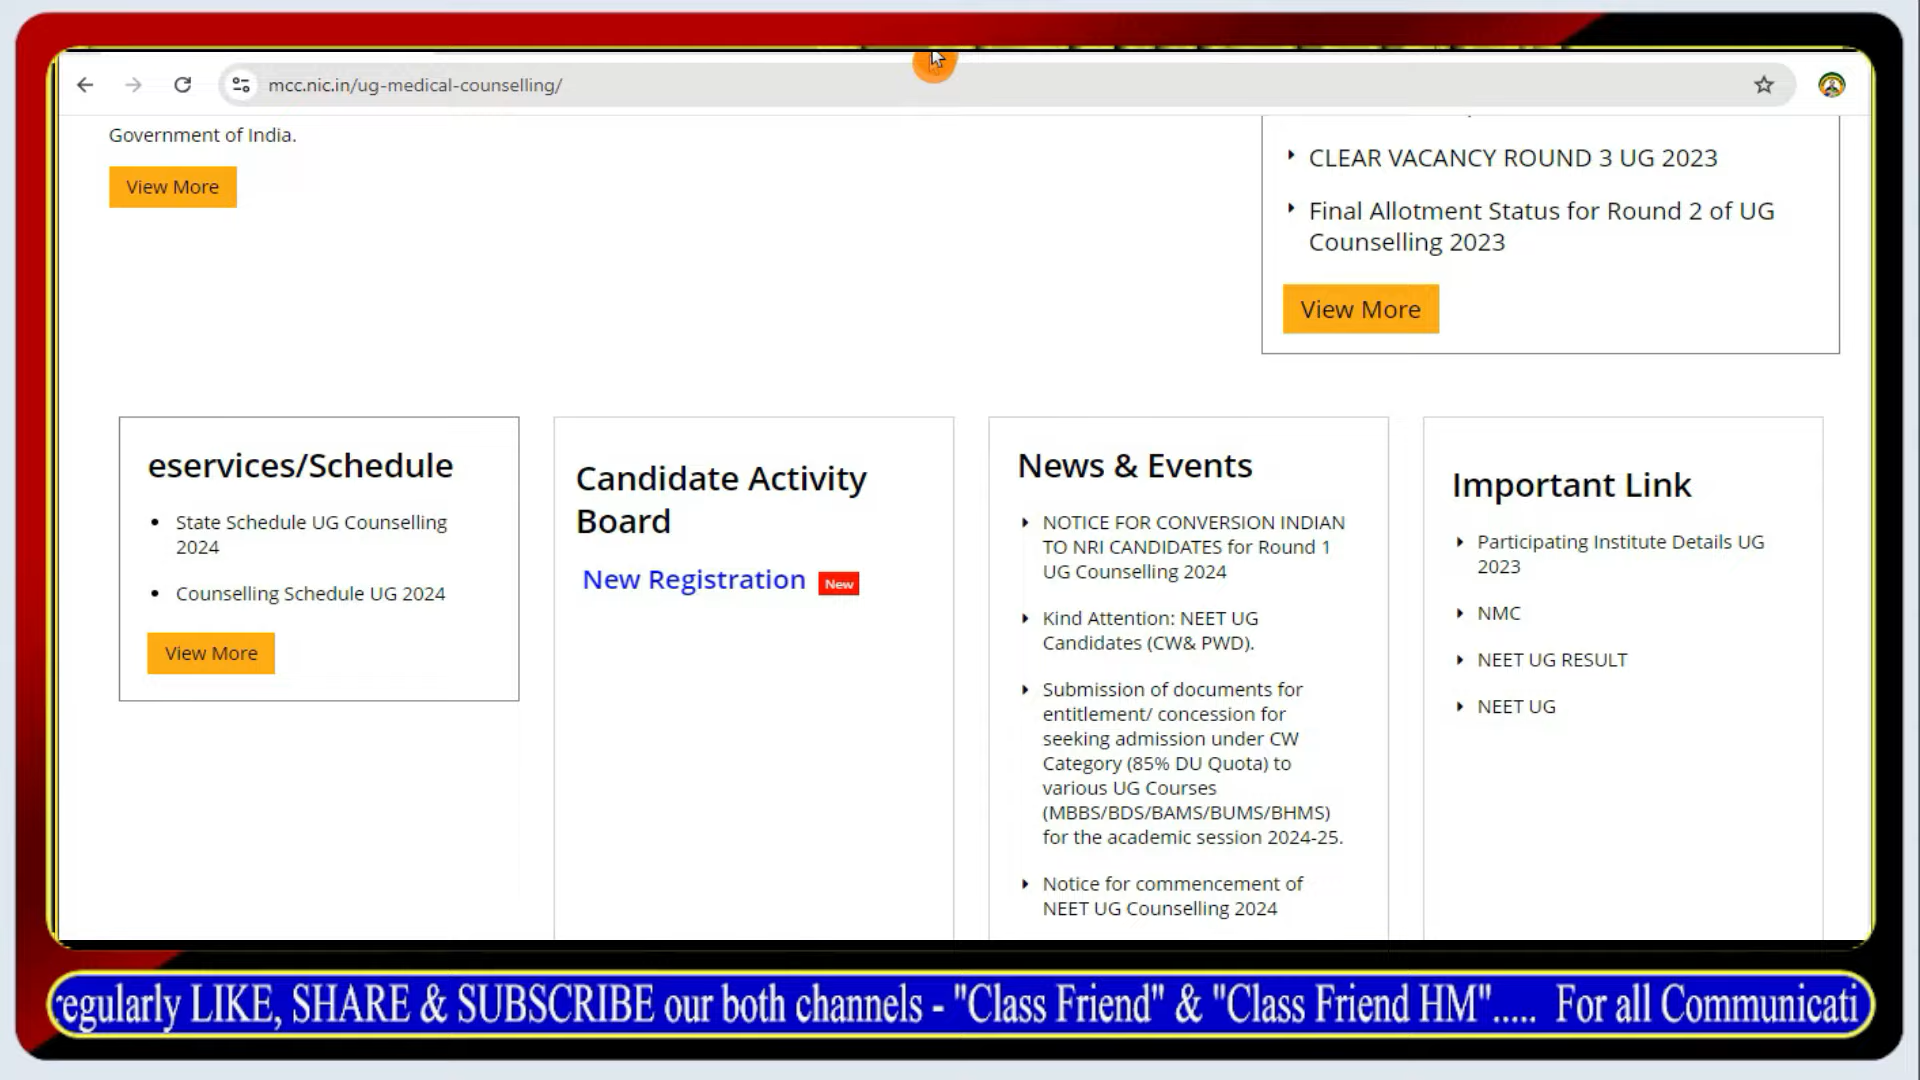 mcc.nic.in/ug-medical-counselling/
Government of India.
View More
CLEAR VACANCY ROUND 3 UG 2023
Final Allotment Status for Round 2 of UG
Counselling 2023
View More
eservices/Schedule
State Schedule UG Counselling
2024
Counselling Schedule UG 2024
View More
Candidate Activity
Board
New Registration New
News & Events
NOTICE FOR CONVERSION INDIAN
TO NRI CANDIDATES for Round 1
UG Counselling 2024
Kind Attention: NEET UG
Candidates (CW& PWD).
Submission of documents for
entitlement/ concession for
seeking admission under CW
Category (85% DU Quota) to
various UG Courses
(MBBS/BDS/BAMS/BUMS/BHMS)
for the academic session 2024-25.
Notice for commencement of
NEET UG Counselling 2024
Important Link
Participating Institute Details UG
2023
NMC
NEET UG RESULT
NEET UG
egularly LIKE, SHARE & SUBSCRIBE our both channels - "Class Friend" & "Class Friend HM"..... For all Communicati